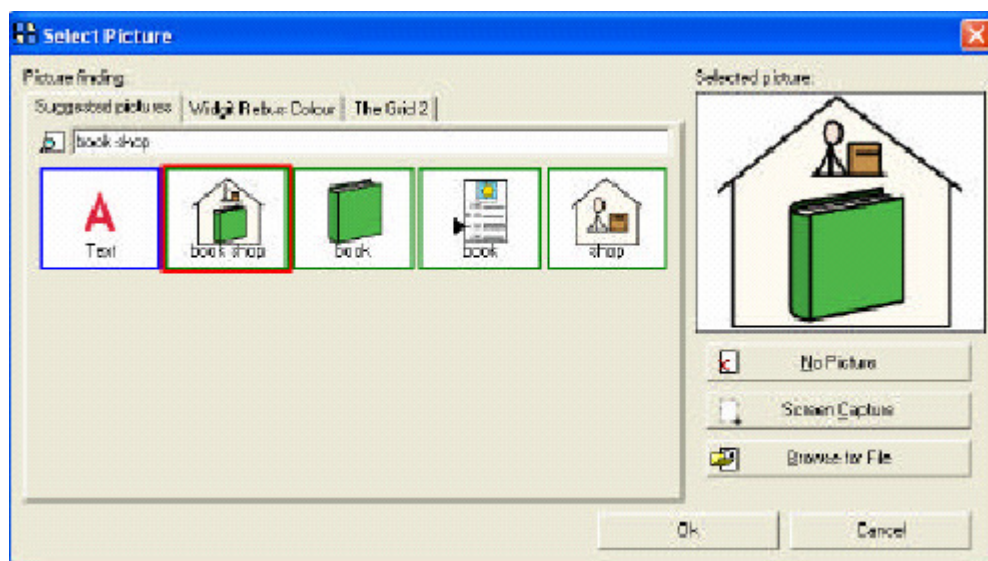 Select Picture
Picture finding:
Selected picture:
Suggested pictures
Widgit Rebus Colour
The Grid 2
book shop
A
Text
book shop
book
book
shop
No Picture
Screen Capture
Browse for File
Ok
Cancel